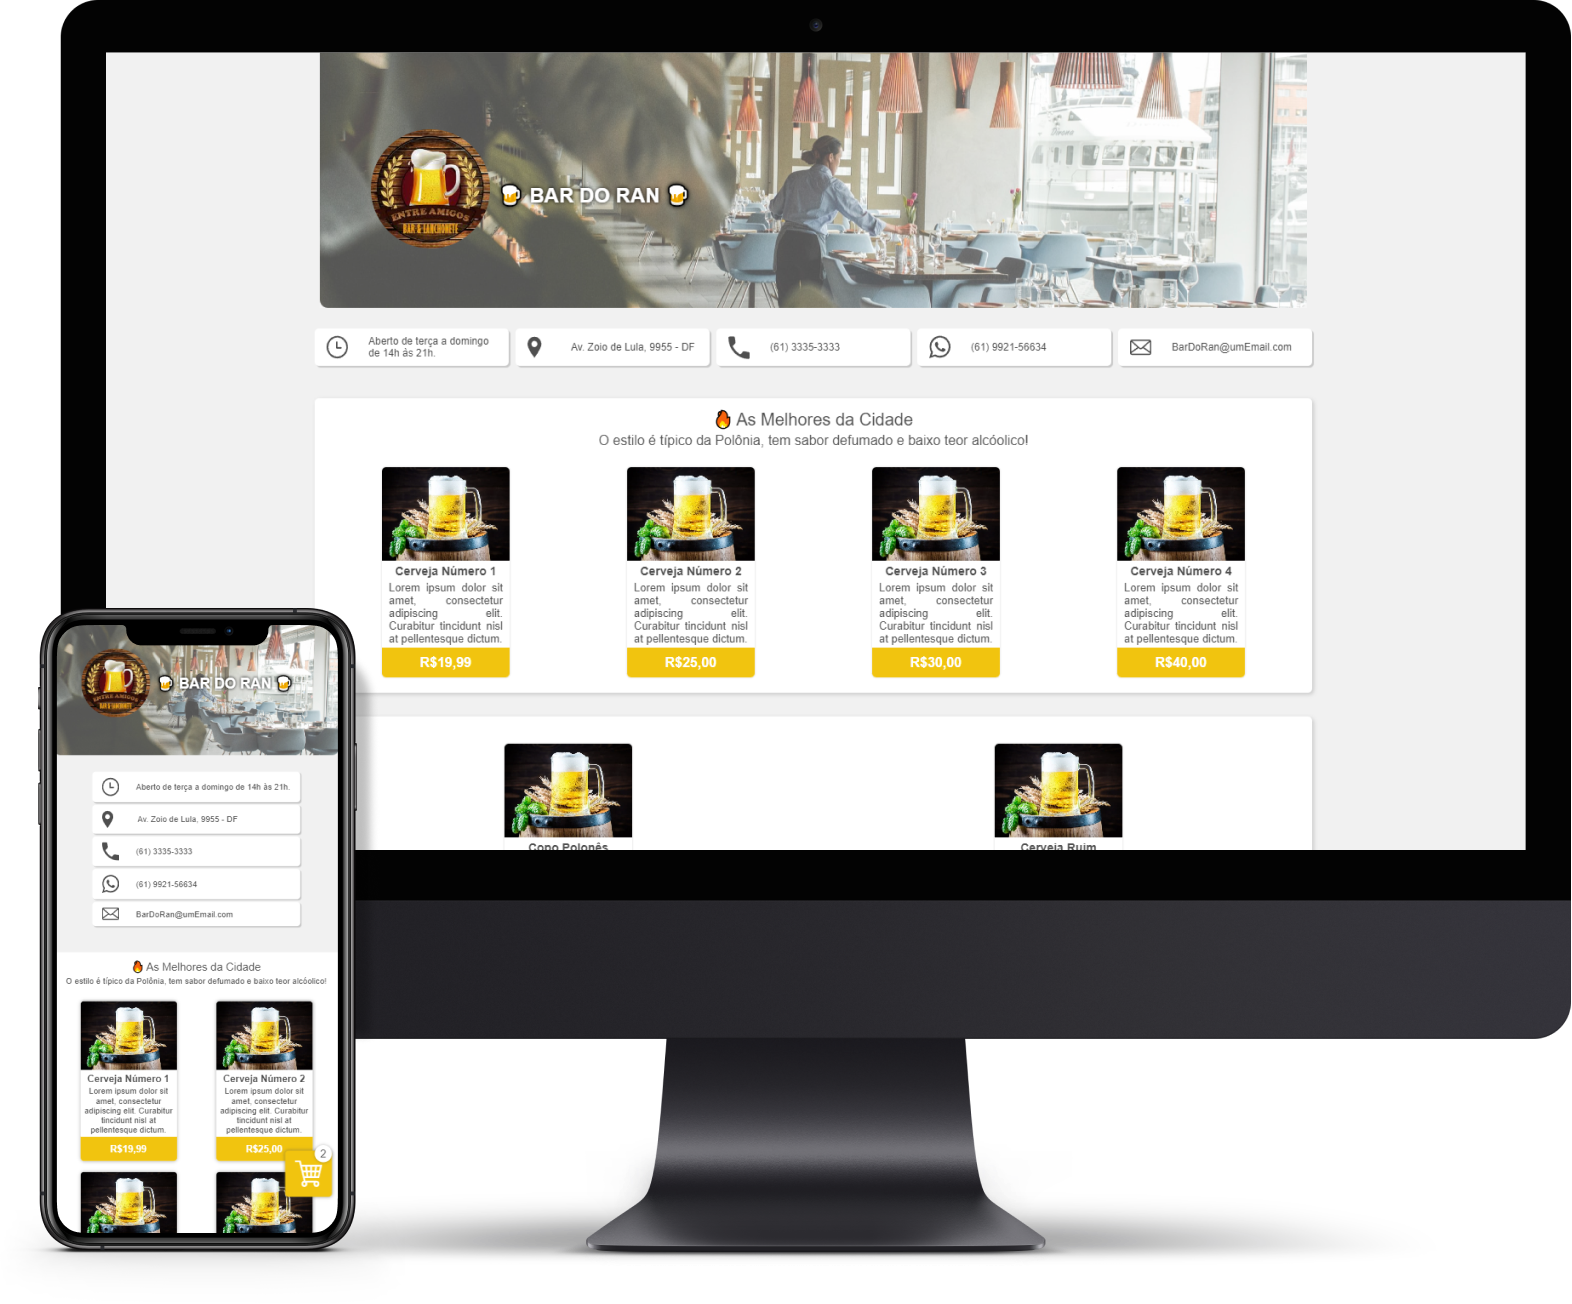 ENTRE AMIGOS
BAR & LANCHONETE
BAR DO RAN
Aberto de terça a domingo
de 14h às 21h.
Av. Zoio de Lula, 9955 - DF
(61) 3335-3333
(61) 9921-56634
BarDoRan@umEmail.com
As Melhores da Cidade
O estilo é típico da Polônia, tem sabor defumado e baixo teor alcóolico!
Cerveja Número 1
Lorem ipsum dolor sit
amet, consectetur
adipiscing elit.
Curabitur tincidunt nisl
at pellentesque dictum.
R$19,99
Cerveja Número 2
Lorem ipsum dolor sit
amet, consectetur
adipiscing elit.
Curabitur tincidunt nisl
at pellentesque dictum.
R$25,00
Cerveja Número 3
Lorem ipsum dolor sit
amet, consectetur
adipiscing elit.
Curabitur tincidunt nisl
at pellentesque dictum.
R$30,00
Cerveja Número 4
Lorem ipsum dolor sit
amet, consectetur
adipiscing elit.
Curabitur tincidunt nisl
at pellentesque dictum.
R$40,00
Copo Polonês
Cerveja Ruim
ENTRE AMIGOS
BAR & LANCHONETE
BAR DO RAN
Aberto de terça a domingo de 14h às 21h.
Av. Zoio de Lula, 9955 - DF
(61) 3335-3333
(61) 9921-56634
BarDoRan@umEmail.com
As Melhores da Cidade
O estilo é típico da Polônia, tem sabor defumado e baixo teor alcóolico!
Cerveja Número 1
Lorem ipsum dolor sit
amet, consectetur
adipiscing elit. Curabitur
tincidunt nisl at
pellentesque dictum.
R$19,99
Cerveja Número 2
Lorem ipsum dolor sit
amet, consectetur
adipiscing elit. Curabitur
tincidunt nisl at
pellentesque dictum.
R$25,00
2